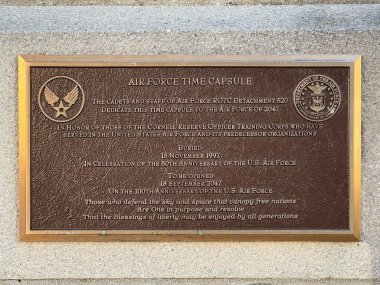 AIR FORCE TIME CAPSULE
THE CADETS AND STAFF OF AIR FORCE ROTC DETACHMENT 520
DEDICATE THIS TIME CAPSULE TO THE AIR FORCE OF 2047
IN HONOR OF THOSE OF THE CORNELL RESERVE OFFICER TRAINING CORPS WHO HAVE
SERVED IN THE UNITED STATES AIR FORCE AND ITS PREDECESSOR ORGANIZATIONS
BURIED
15 NOVEMBER 1997
IN CELEBRATION OF THE 50TH ANNIVERSARY OF THE U.S. AIR FORCE
TO BE OPENED
18 SEPTEMBER 2047
ON THE 100TH ANNIVERSARY OF THE U.S. AIR FORCE
Those who defend the sky and space that canopy free nations
Are One in purpose and resolve
That the Blessings of liberty may be enjoyed by all generations